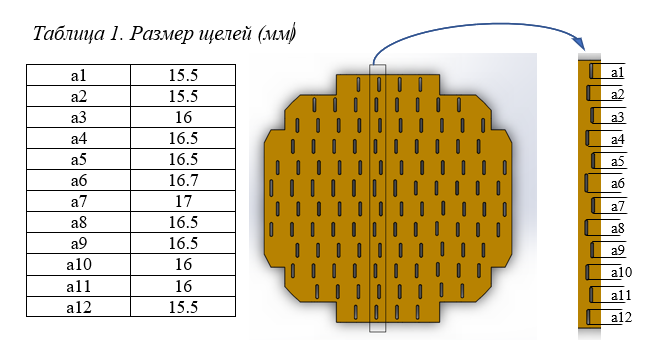 Таблица 1. Размер щелей (мм)
a1 15.5
a2 15.5
a3 16
a4 16.5
a5 16.5
a6 16.7
a7 17
a8 16.5
a9 16.5
a10 16
a11 16
a12 15.5
a1
a2
a3
a4
a5
a6
a7
a8
a9
a10
a11
a12